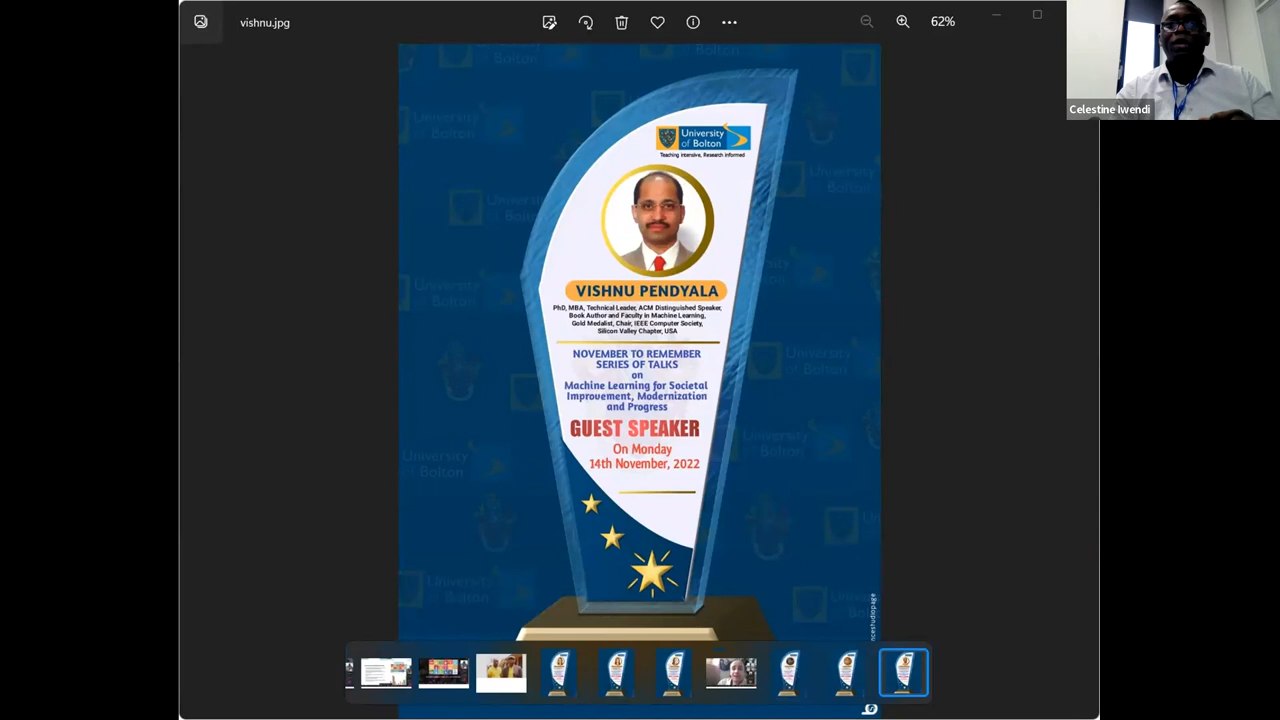 vishnu.jpg
62%
Celestine Iwendi
University
of Bolton
Teaching Intensive, Research Informed
VISHNU PENDYALA
PhD, MBA, Technical Leader, ACM Distinguished Speaker,
Book Author and Faculty in Machine Learning,
Gold Medalist, Chair, IEEE Computer Society,
Silicon Valley Chapter, USA
NOVEMBER TO REMEMBER
SERIES OF TALKS
on
Machine Learning for Societal
Improvement, Modernization
and Progress
GUEST SPEAKER
On Monday
14th November, 2022